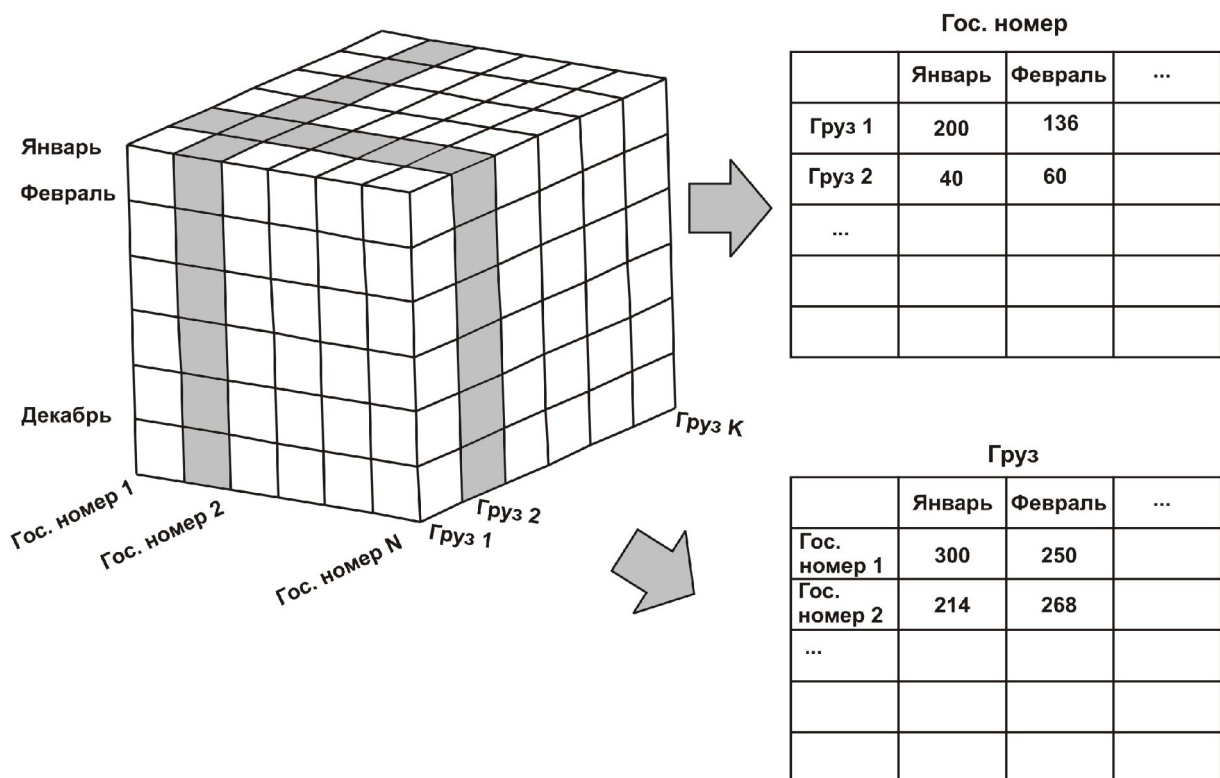 Январь
Февраль
Декабрь
Гос. номер 1
Гос. номер 2
Гос. номер N
Груз 1
Груз 2
Груз K
Гос. номер
Январь Февраль ...
Груз 1 200 136
Груз 2 40 60
...
Груз
Январь Февраль ...
Гос.
номер 1 300 250
Гос.
номер 2 214 268
...